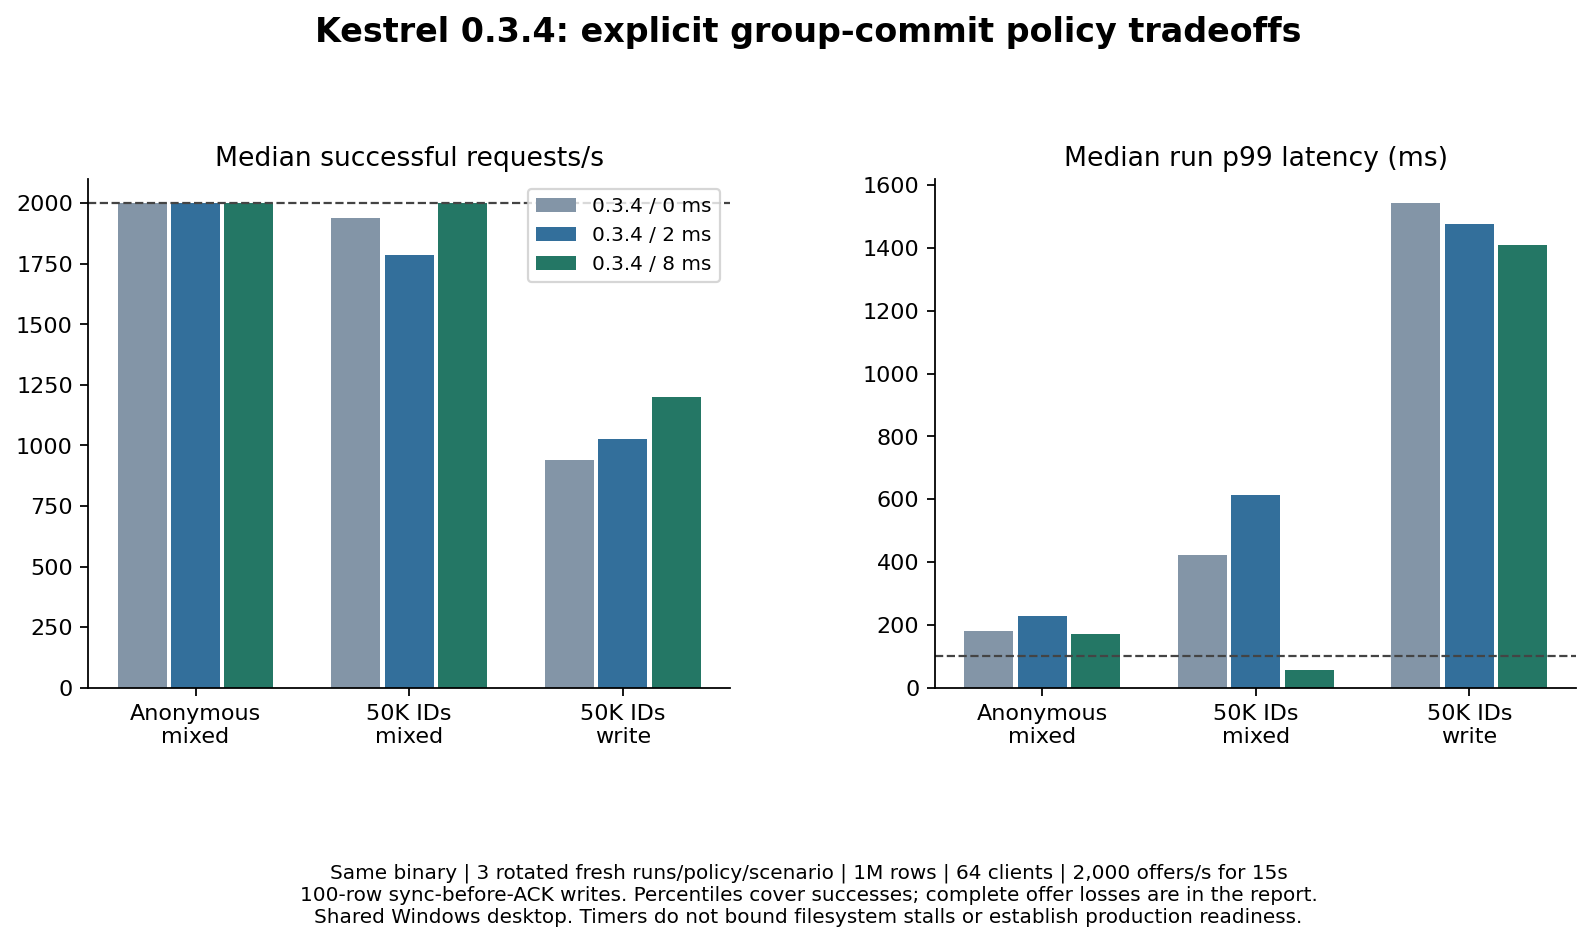 Kestrel 0.3.4: explicit group-commit policy tradeoffs
Median successful requests/s
2000
1750
1500
1250
1000
750
500
250
0
0.3.4 / 0 ms
0.3.4 / 2 ms
0.3.4 / 8 ms
Anonymous
mixed
50K IDs
mixed
50K IDs
write
Median run p99 latency (ms)
1600
1400
1200
1000
800
600
400
200
0
Anonymous
mixed
50K IDs
mixed
50K IDs
write
Same binary | 3 rotated fresh runs/policy/scenario | 1M rows | 64 clients | 2,000 offers/s for 15s
100-row sync-before-ACK writes. Percentiles cover successes; complete offer losses are in the report.
Shared Windows desktop. Timers do not bound filesystem stalls or establish production readiness.